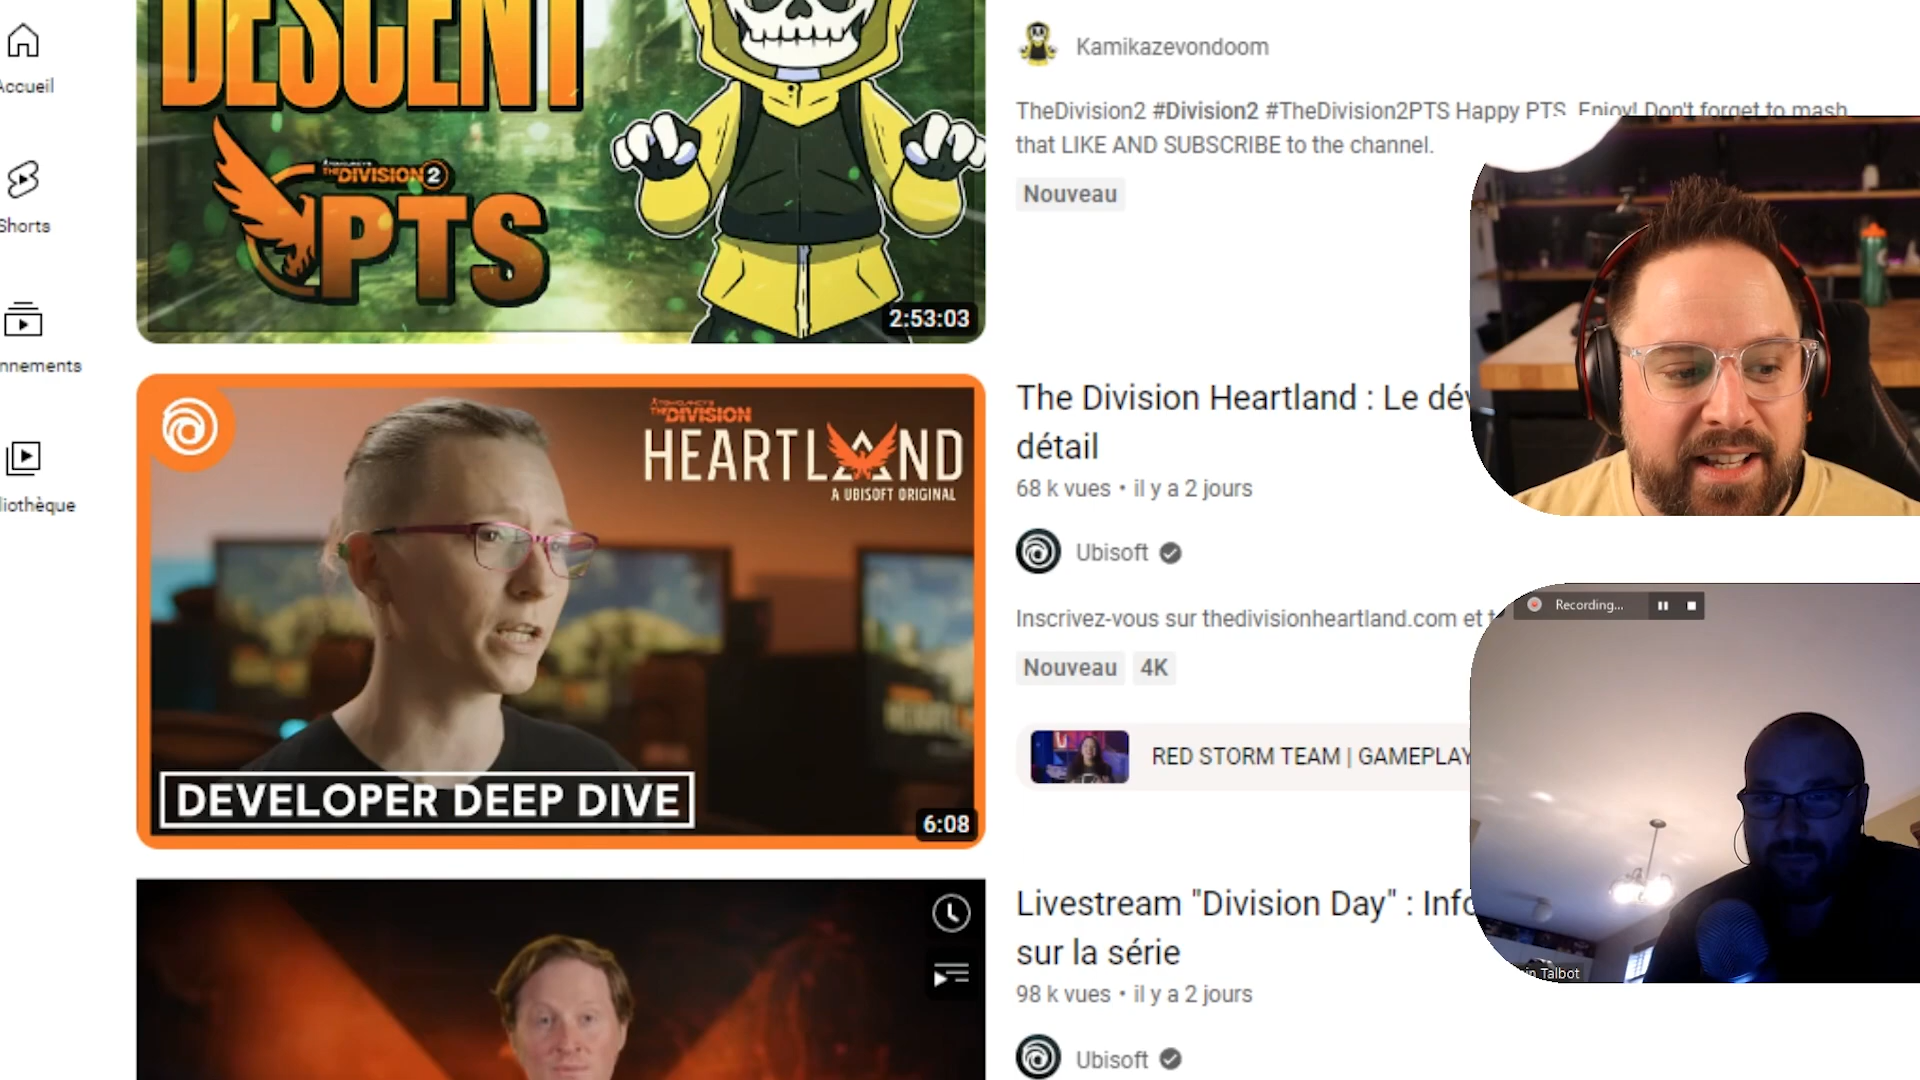 Accueil
Shorts
nnements
liothèque
DESCENT
THE DIVISION 2
PTS
2:53:03
Kamikazevondoom
TheDivision2 #Division2 #TheDivision2PTS Happy PTS Enjoy! Don't forget to mash
that LIKE AND SUBSCRIBE to the channel.
Nouveau
THE DIVISION
HEARTLAND
A UBISOFT ORIGINAL
DEVELOPER DEEP DIVE
6:08
The Division Heartland : Le dév
détail
68 k vues • il y a 2 jours
Ubisoft
Inscrivez-vous sur thedivisionheartland.com et t
Nouveau 4K
RED STORM TEAM | GAMEPLAY
Recording...
in Talbot
Livestream "Division Day" : Info
sur la série
98 k vues • il y a 2 jours
Ubisoft